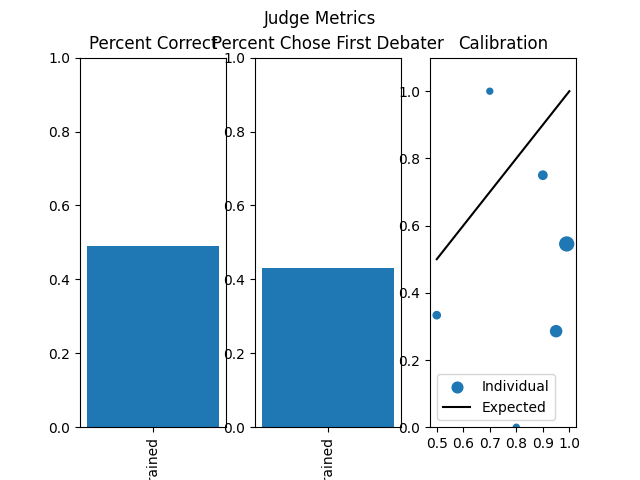 Judge Metrics
Percent Correct
Percent Chose First Debater
Calibration
1.0
0.8
0.6
0.4
0.2
0.0
1.0
0.8
0.6
0.4
0.2
0.0
1.0
0.8
0.6
0.4
0.2
0.0
Individual
Expected
0.5 0.6 0.7 0.8 0.9 1.0
rained
rained